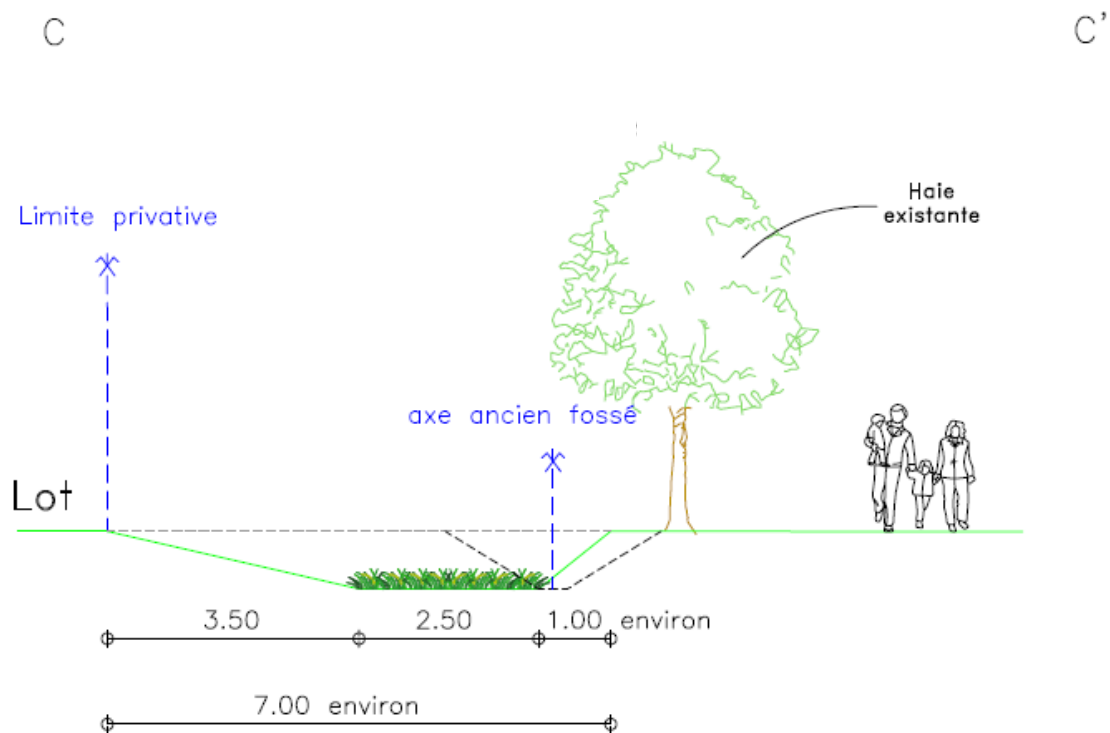 C C'
Limite privative
Haie
existante
axe ancien fossé
Lot
3.50 2.50 1.00 environ
7.00 environ